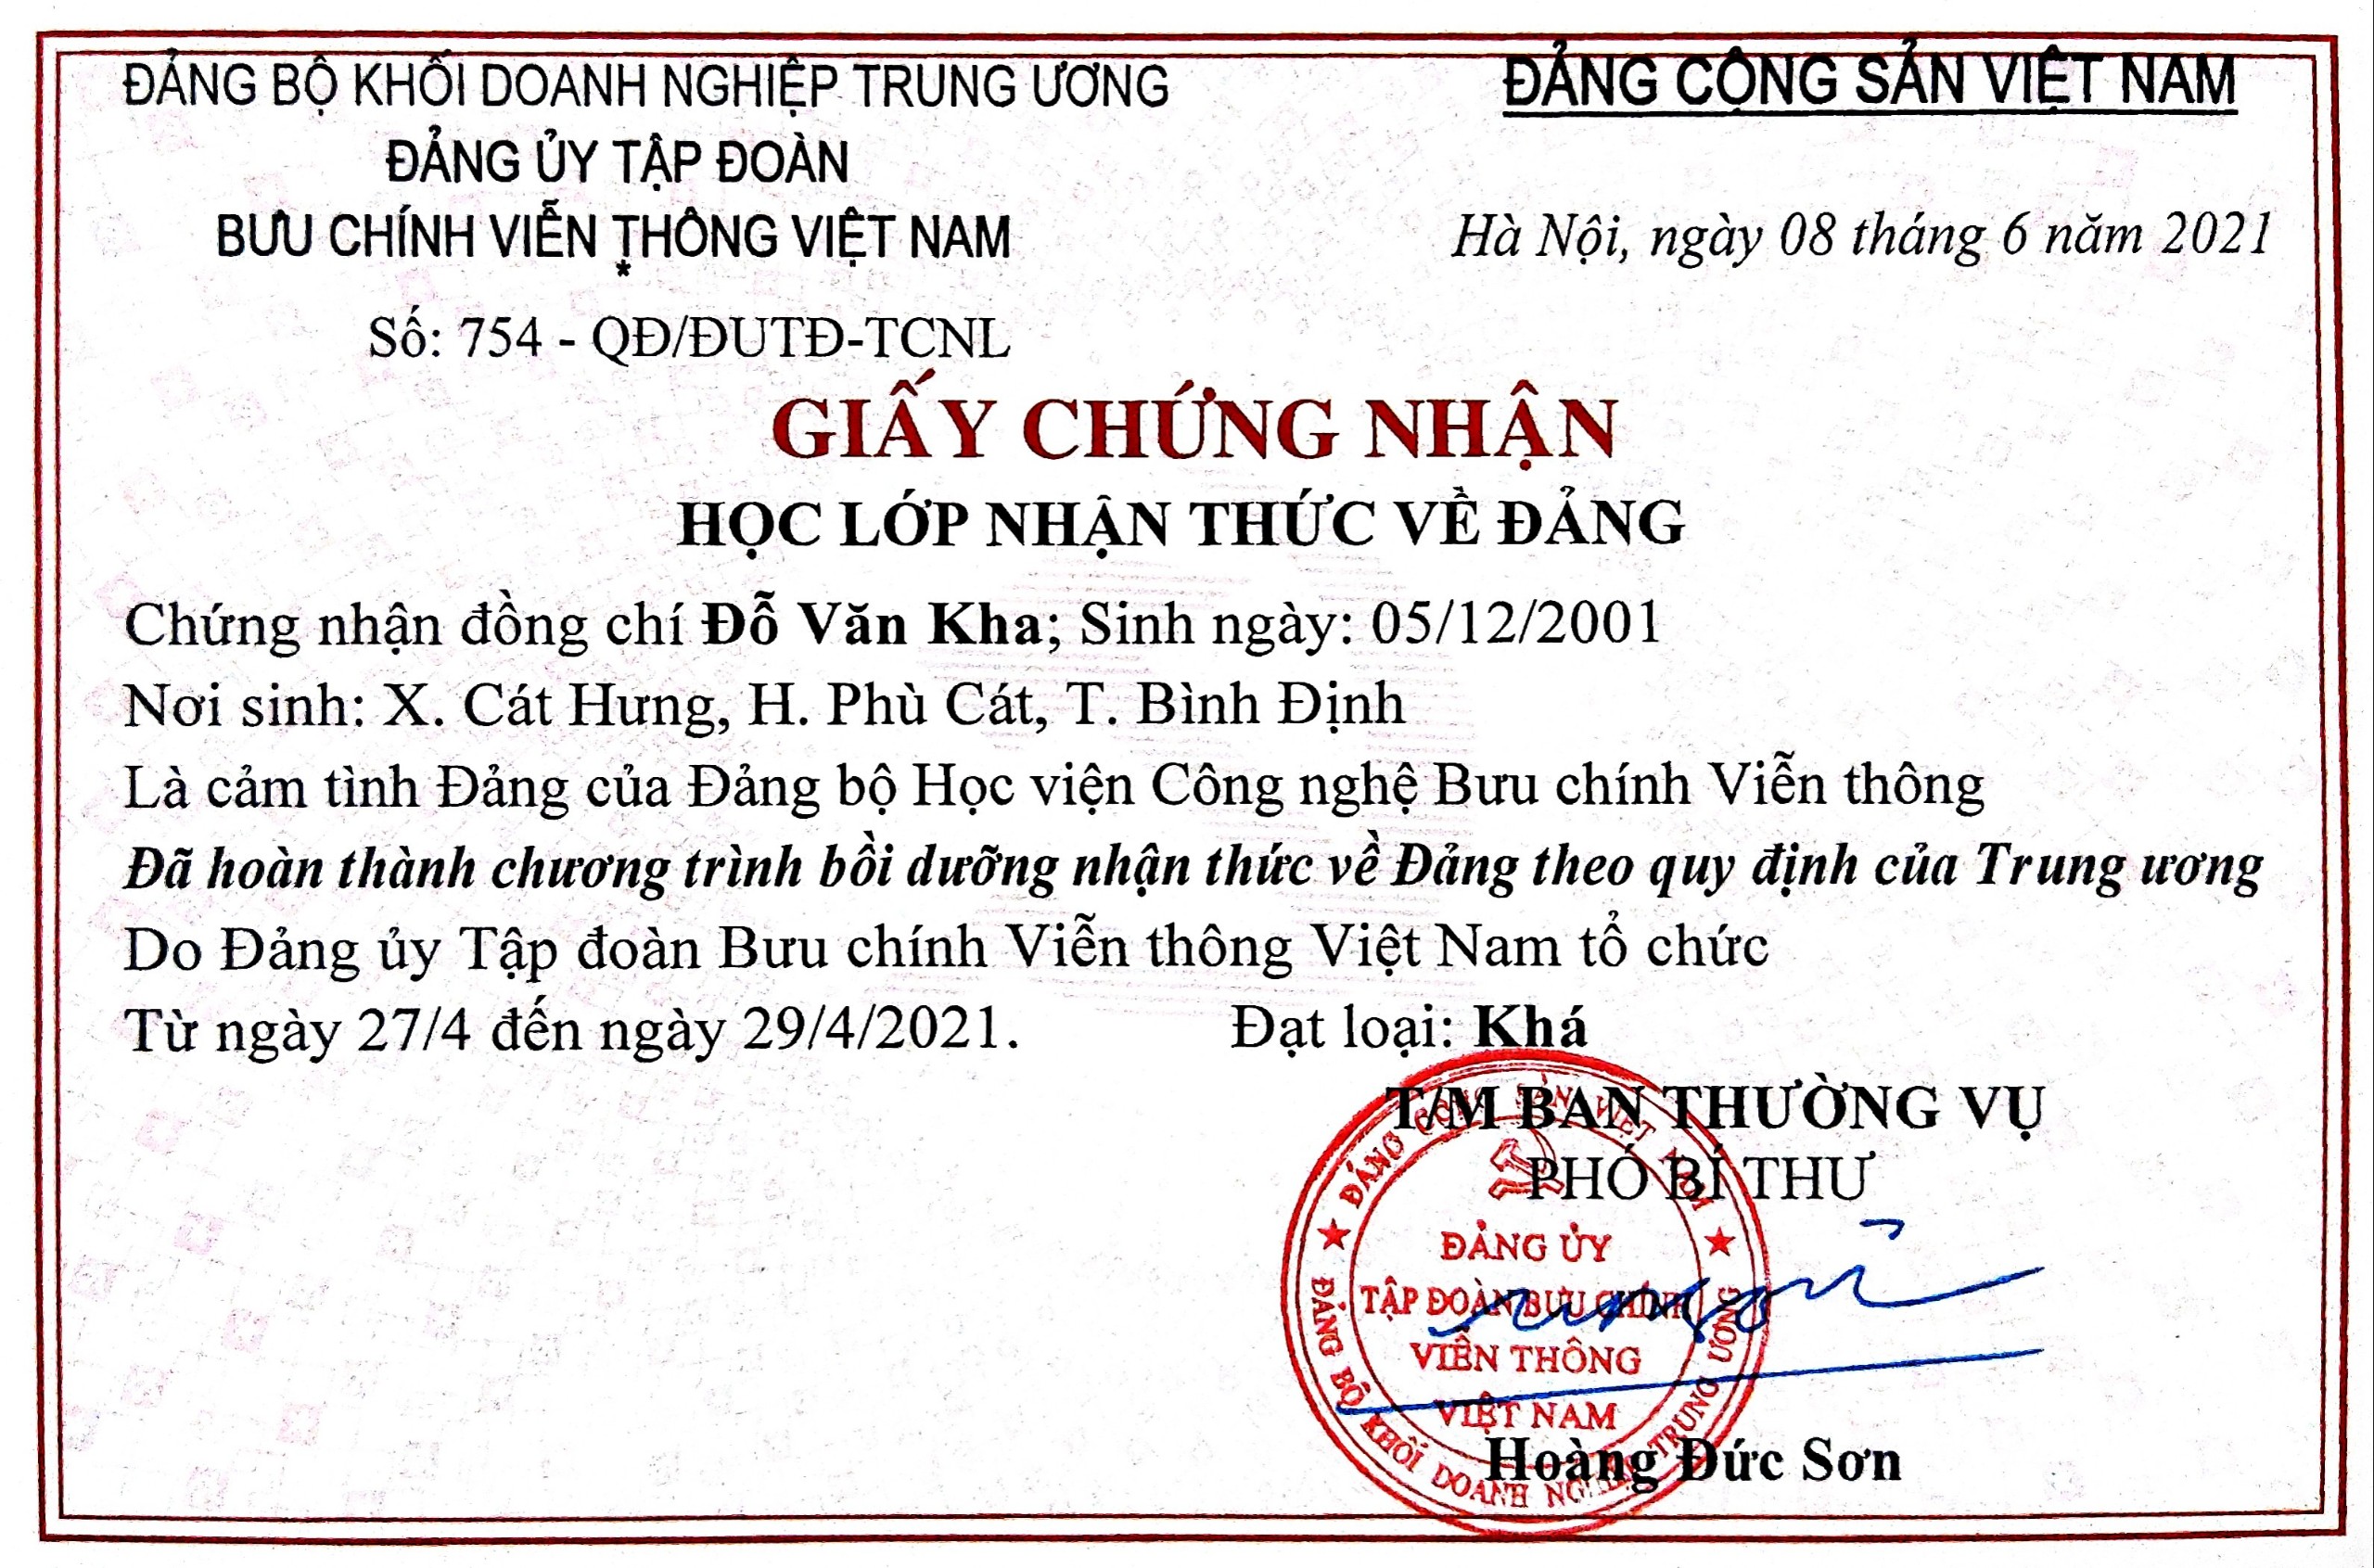 ĐẢNG BỘ KHỐI DOANH NGHIỆP TRUNG ƯƠNG
ĐẢNG ỦY TẬP ĐOÀN
BƯU CHÍNH VIỄN THÔNG VIỆT NAM
*
Số: 754 - QĐ/ĐUTĐ-TCNL
ĐẢNG CỘNG SẢN VIỆT NAM
Hà Nội, ngày 08 tháng 6 năm 2021
GIẤY CHỨNG NHẬN
HỌC LỚP NHẬN THỨC VỀ ĐẢNG
Chứng nhận đồng chí Đỗ Văn Kha; Sinh ngày: 05/12/2001
Nơi sinh: X. Cát Hưng, H. Phù Cát, T. Bình Định
Là cảm tình Đảng của Đảng bộ Học viện Công nghệ Bưu chính Viễn thông
Đã hoàn thành chương trình bồi dưỡng nhận thức về Đảng theo quy định của Trung ương
Do Đảng ủy Tập đoàn Bưu chính Viễn thông Việt Nam tổ chức
Từ ngày 27/4 đến ngày 29/4/2021. Đạt loại: Khá
T/M BAN THƯỜNG VỤ
PHÓ BÍ THƯ
ĐẢNG CỘNG SẢN VIỆT NAM
ĐẢNG ỦY
TẬP ĐOÀN BƯU CHÍNH
VIỄN THÔNG
VIỆT NAM
ĐẢNG BỘ KHỐI DOANH NGHIỆP TRUNG ƯƠNG
Hoàng Đức Sơn